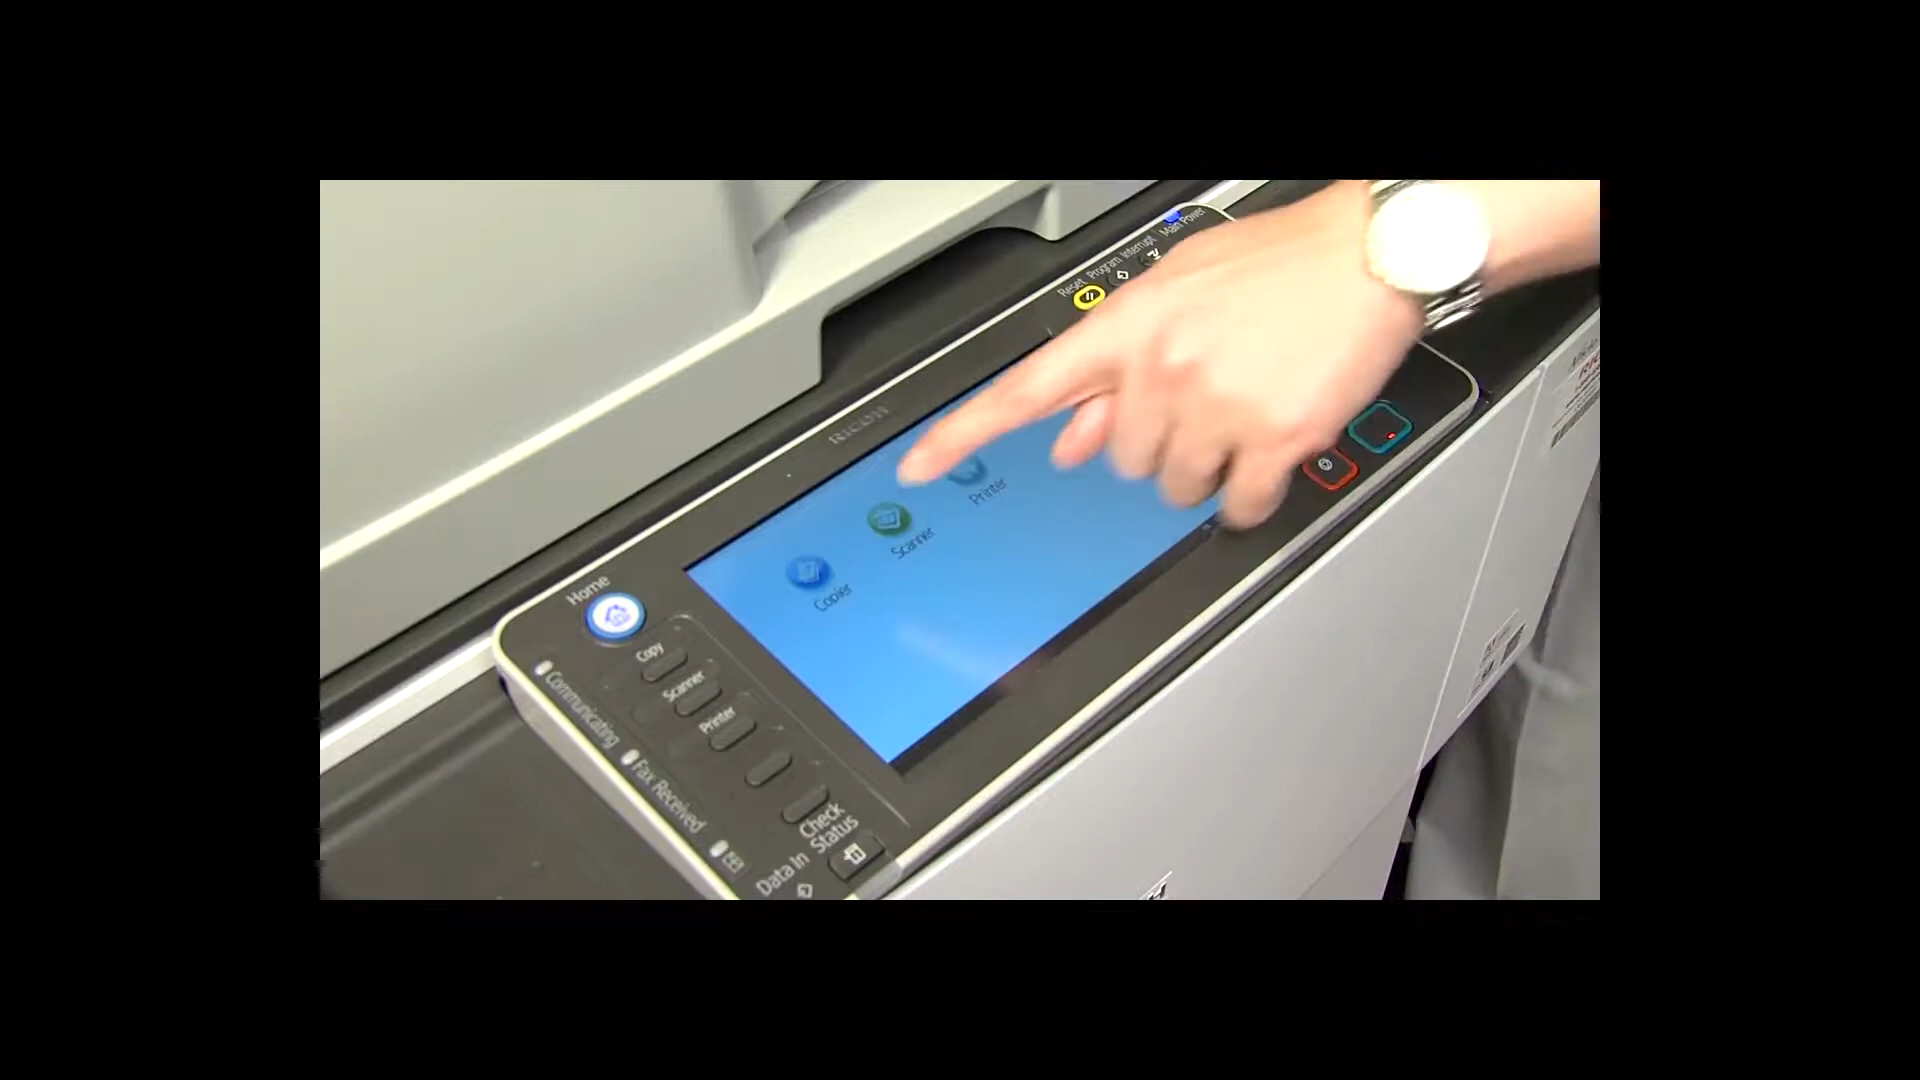 Reset
Program
Interrupt
Main Power
RICOH
Printer
Scanner
Copier
Home
Copy
Scanner
Printer
Communicating
Fax Received
Check
Status
Data In